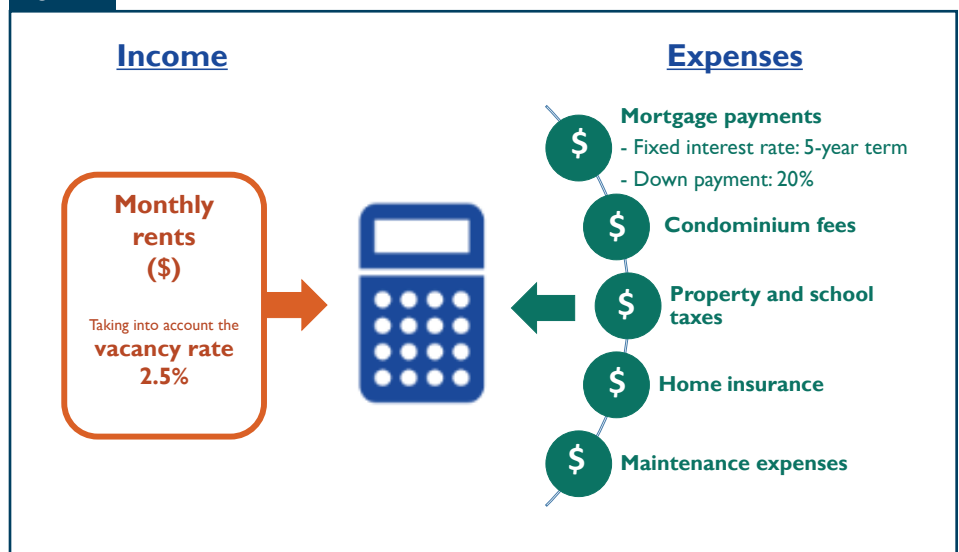 Income
Monthly
rents
($)
Taking into account the
vacancy rate
2.5%
Expenses
$
Mortgage payments
- Fixed interest rate: 5-year term
- Down payment: 20%
$
Condominium fees
$
Property and school
taxes
$
Home insurance
$
Maintenance expenses